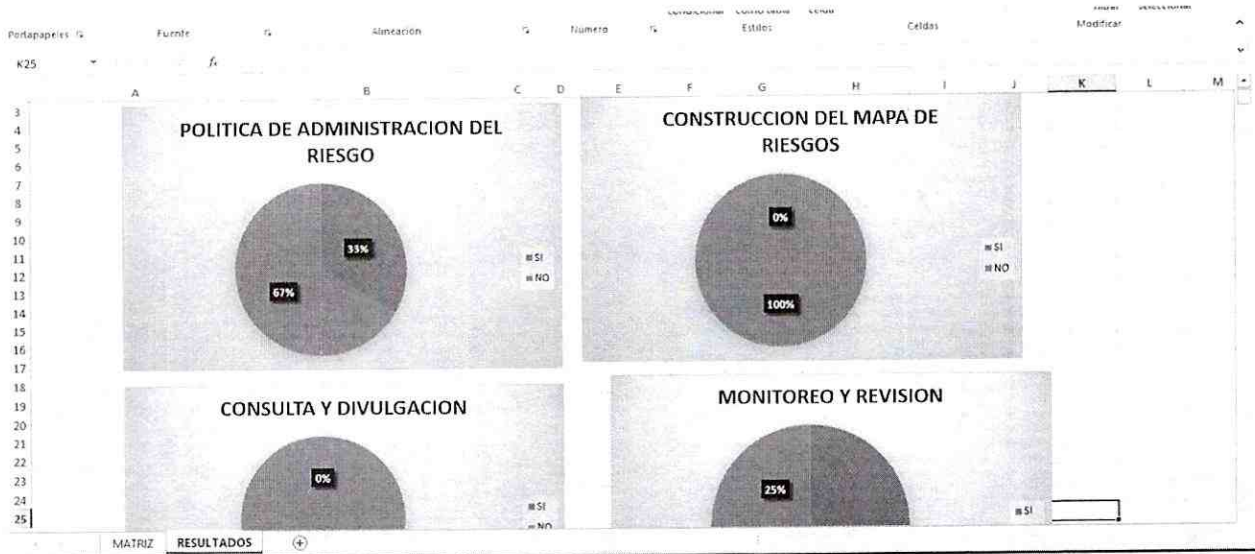 Portapapeles
Fuente
Alineación
Número
Estilos
Celdas
Modificar
K25
fx
A B C D E F G H I J K L M
3
4
5
6
7
8
9
10
11
12
13
14
15
16
17
18
19
20
21
22
23
24
25
POLITICA DE ADMINISTRACION DEL
RIESGO
33%
67%
SI
NO
CONSTRUCCION DEL MAPA DE
RIESGOS
0%
100%
SI
NO
CONSULTA Y DIVULGACION
0%
SI
NO
MONITOREO Y REVISION
25%
SI
MATRIZ RESULTADOS